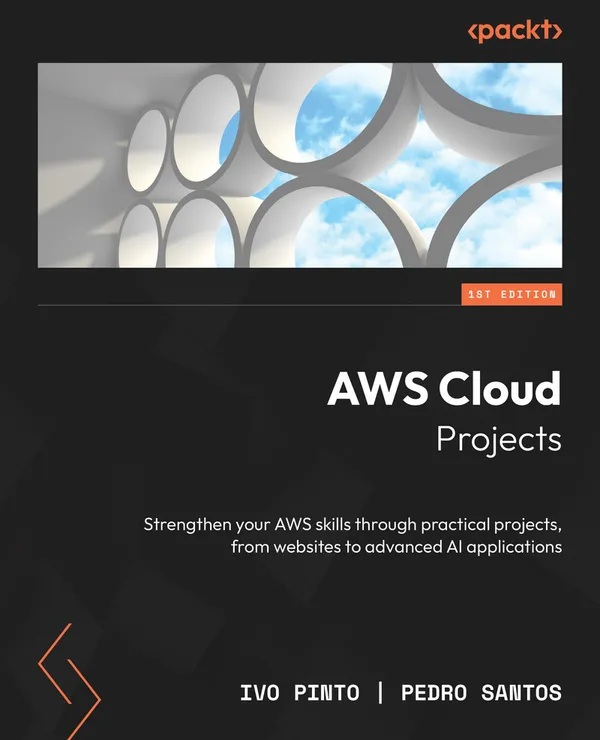 <packt>
1ST EDITION
AWS Cloud
Projects
Strengthen your AWS skills through practical projects,
from websites to advanced AI applications
IVO PINTO | PEDRO SANTOS